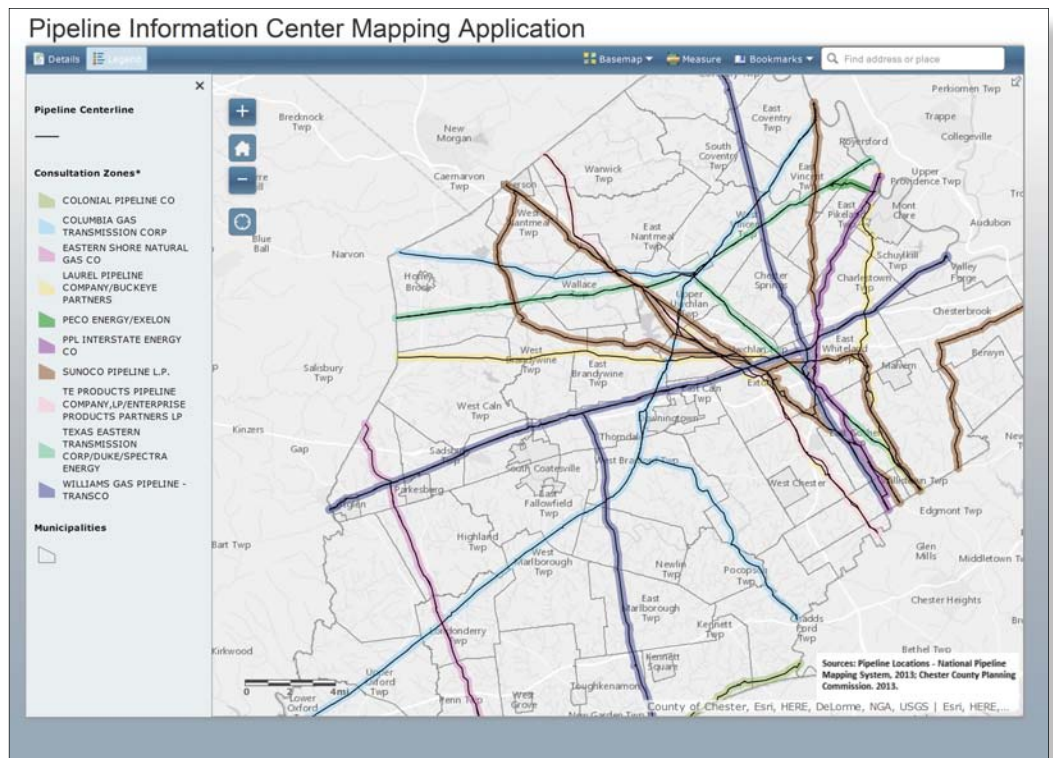 Pipeline Information Center Mapping Application
Details
Legend
Basemap
Measure
Bookmarks
Find address or place
Pipeline Centerline
Consultation Zones*
COLONIAL PIPELINE CO
COLUMBIA GAS
TRANSMISSION CORP
EASTERN SHORE NATURAL
GAS CO
LAUREL PIPELINE
COMPANY/BUCKEYE
PARTNERS
PECO ENERGY/EXELON
PPL INTERSTATE ENERGY
CO
SUNOCO PIPELINE L.P.
TE PRODUCTS PIPELINE
COMPANY,LP/ENTERPRISE
PRODUCTS PARTNERS LP
TEXAS EASTERN
TRANSMISSION
CORP/DUKE/SPECTRA
ENERGY
WILLIAMS GAS PIPELINE -
TRANSCO
Municipalities
Perkiomen Twp
Brecknock
Twp
New
Morgan
East
Coventry
Twp
Trappe
Collegeville
South
Coventry
Twp
Royersford
Caernarvon
Twp
Warwick
Twp
East
Vincent
Twp
Upper
Providence Twp
West
Nantmeal
Twp
West
Vincent
Twp
East
Pikeland
Twp
Mont
Clare
Audubon
Blue
Ball
Narvon
East
Nantmeal
Twp
Schuylkill
Twp
Valley
Forge
Honey
Brook
Wallace
Chester
Springs
Charlestown
Twp
Upper
Uwchlan
Twp
Chesterbrook
Salisbury
Twp
West
Brandywine
Twp
East
Brandywine
Twp
East
Whiteland
Berwyn
Malvern
Exton
West Caln
Twp
East Caln
Twp
Downingtown
Kinzers
Gap
Thorndale
South Coatesville
West Chester
Parkesburg
East
Fallowfield
Twp
Edgmont Twp
Bart Twp
Highland
Twp
West
Marlborough
Twp
Newlin
Twp
Pocopson
Twp
Glen
Mills
Middletown
East
Marlborough
Twp
Chester Heights
Londonderry
Twp
Kennett
Twp
Chadds
Ford
Twp
Kirkwood
Kennett
Square
Bethel Twp
Upper
Oxford
Twp
Toughkenamon
0 2 4mi
Lower
Oxford
Twp
Penn Twp
West
Grove
New Garden Twp
Sources: Pipeline Locations - National Pipeline
Mapping System, 2013; Chester County Planning
Commission. 2013.
County of Chester, Esri, HERE, DeLorme, NGA, USGS | Esri, HERE,...